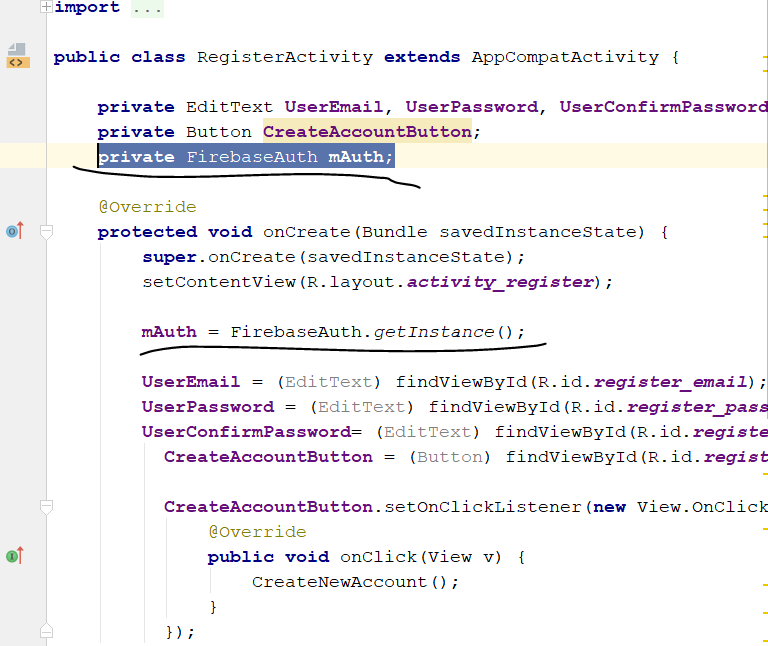 import ...
public class RegisterActivity extends AppCompatActivity {
private EditText UserEmail, UserPassword, UserConfirmPassword
private Button CreateAccountButton;
private FirebaseAuth mAuth;
@Override
protected void onCreate(Bundle savedInstanceState) {
super.onCreate(savedInstanceState);
setContentView(R.layout.activity_register);
mAuth = FirebaseAuth.getInstance();
UserEmail = (EditText) findViewById(R.id.register_email);
UserPassword = (EditText) findViewById(R.id.register_pass
UserConfirmPassword= (EditText) findViewById(R.id.registe
CreateAccountButton = (Button) findViewById(R.id.regist
CreateAccountButton.setOnClickListener(new View.OnClick
@Override
public void onClick(View v) {
CreateNewAccount();
}
});